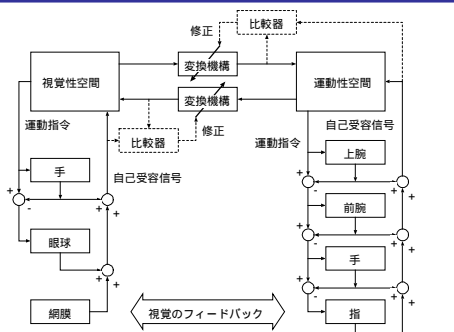 修正
比較器
視覚性空間
変換機構
運動性空間
変換機構
運動指令
比較器
修正
運動指令
自己受容信号
上腕
手
自己受容信号
+
+
+
+
-
+
+
-
前腕
眼球
+
+
-
+
+
+
手
網膜
視覚のフィードバック
+
+
-
+
指
+
+